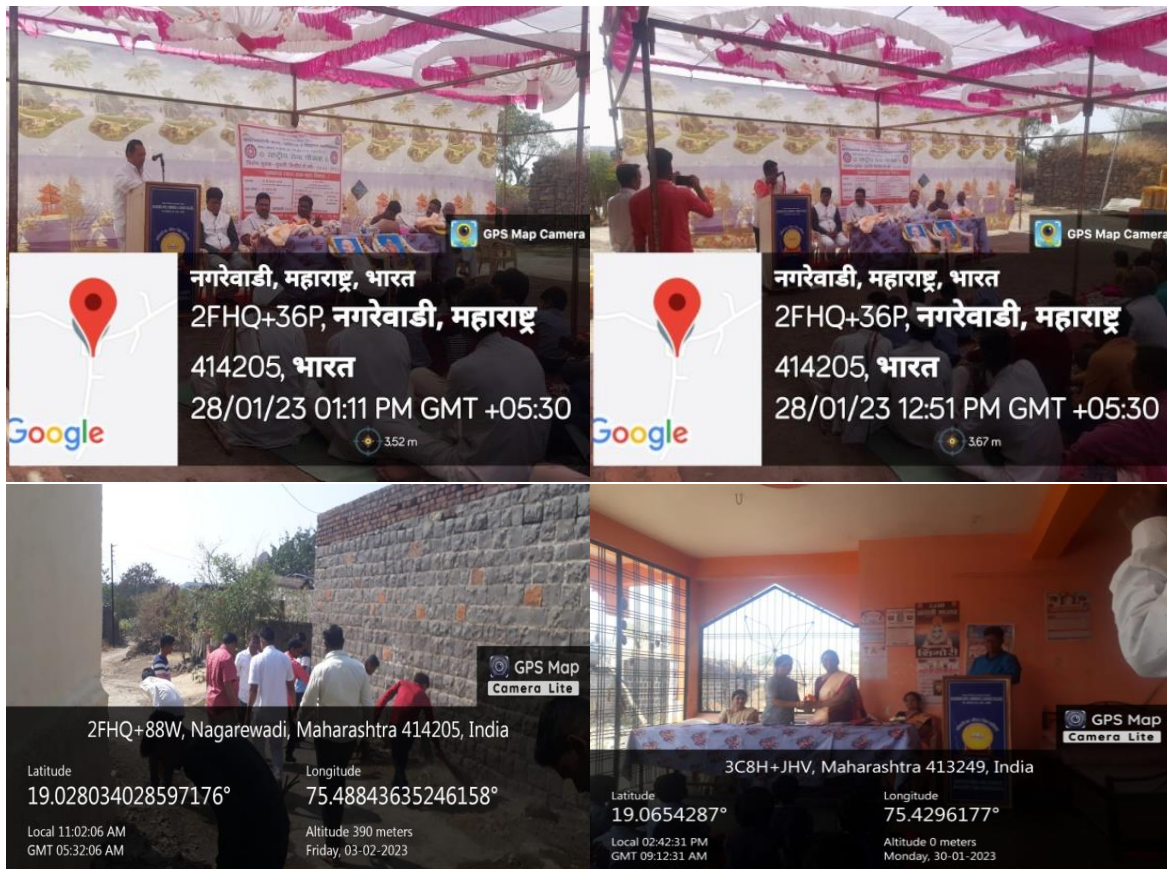 ० राष्ट्रीय सेवा योजना ०
GPS Map Camera
नगरेवाडी, महाराष्ट्र, भारत
2FHQ+36P, नगरेवाडी, महाराष्ट्र
414205, भारत
28/01/23 01:11 PM GMT +05:30
Google
3.52 m
GPS Map Camera
नगरेवाडी, महाराष्ट्र, भारत
2FHQ+36P, नगरेवाडी, महाराष्ट्र
414205, भारत
28/01/23 12:51 PM GMT +05:30
Google
3.67 m
GPS Map
Camera Lite
2FHQ+88W, Nagarewadi, Maharashtra 414205, India
Latitude
Longitude
19.028034028597176°
75.48843635246158°
Local 11:02:06 AM
Altitude 390 meters
GMT 05:32:06 AM
Friday, 03-02-2023
GPS Map
Camera Lite
3C8H+JHV, Maharashtra 413249, India
Latitude
Longitude
19.0654287°
75.4296177°
Local 02:42:31 PM
Altitude 0 meters
GMT 09:12:31 AM
Monday, 30-01-2023